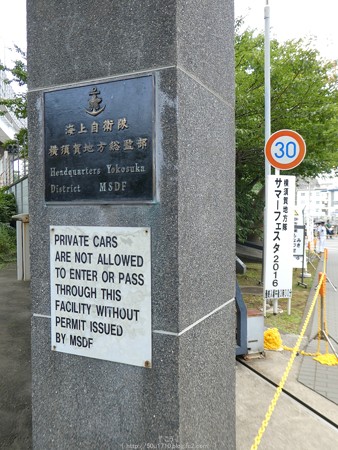 海上自衛隊
横須賀地方総監部
Headquarters Yokosuka
District MSDF
PRIVATE CARS
ARE NOT ALLOWED
TO ENTER OR PASS
THROUGH THIS
FACILITY WITHOUT
PERMIT ISSUED
BY MSDF
30
横須賀地方隊
サマーフェスタ2016